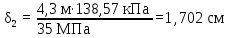 δ₂ = 4,3 м·138,57 кПа / 35 МПа = 1,702 см